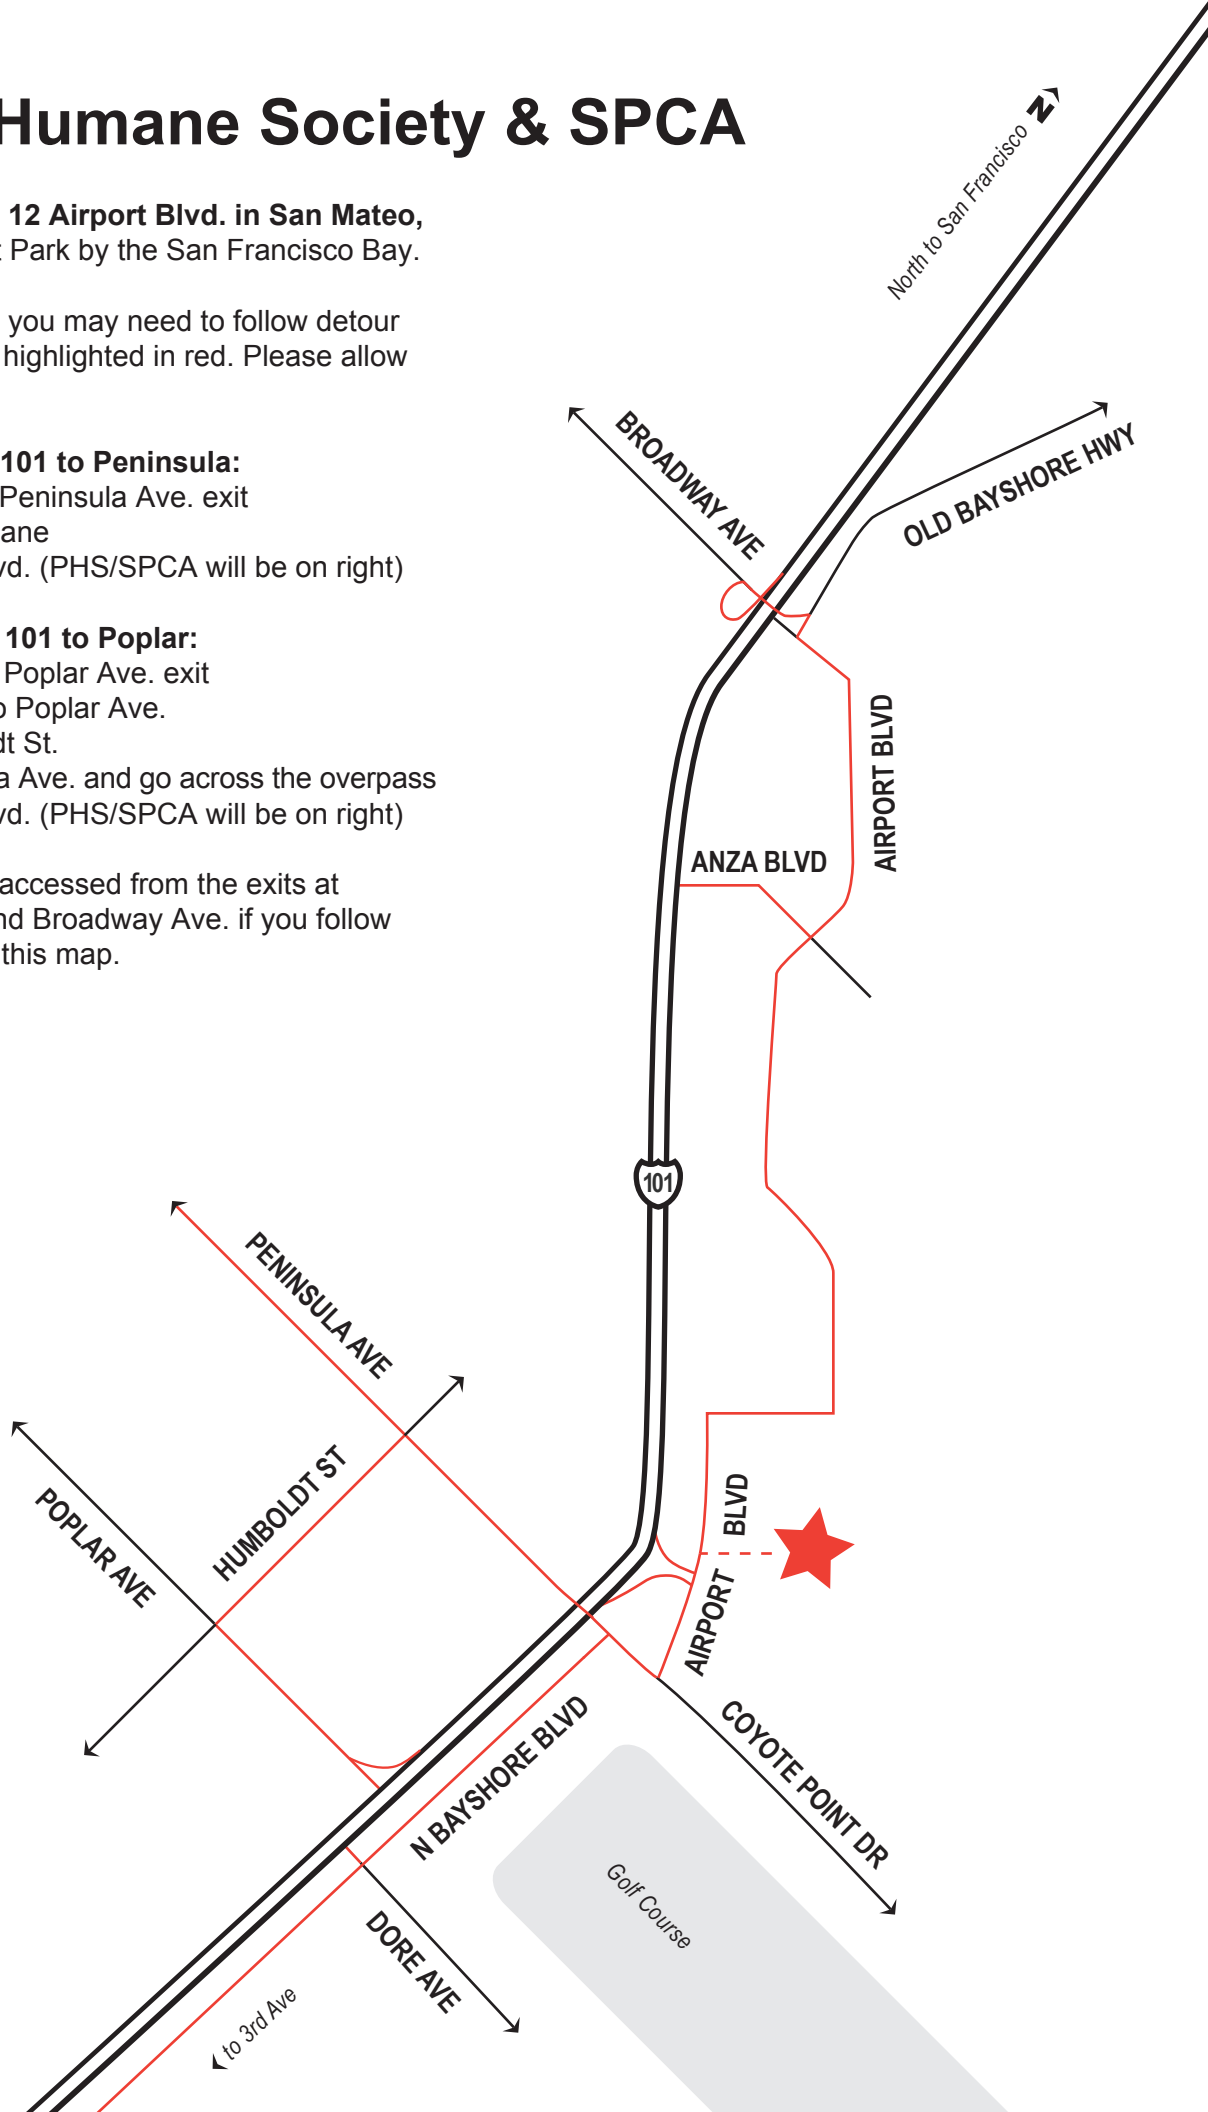 Humane Society & SPCA
12 Airport Blvd. in San Mateo,
Park by the San Francisco Bay.
you may need to follow detour
highlighted in red. Please allow
101 to Peninsula:
Peninsula Ave. exit
ane
vd. (PHS/SPCA will be on right)
101 to Poplar:
Poplar Ave. exit
o Poplar Ave.
dt St.
a Ave. and go across the overpass
vd. (PHS/SPCA will be on right)
accessed from the exits at
nd Broadway Ave. if you follow
this map.
North to San Francisco
N
BROADWAY AVE
OLD BAYSHORE HWY
AIRPORT BLVD
ANZA BLVD
101
PENINSULA AVE
HUMBOLDT ST
POPLAR AVE
AIRPORT BLVD
N BAYSHORE BLVD
COYOTE POINT DR
Golf Course
DORE AVE
to 3rd Ave